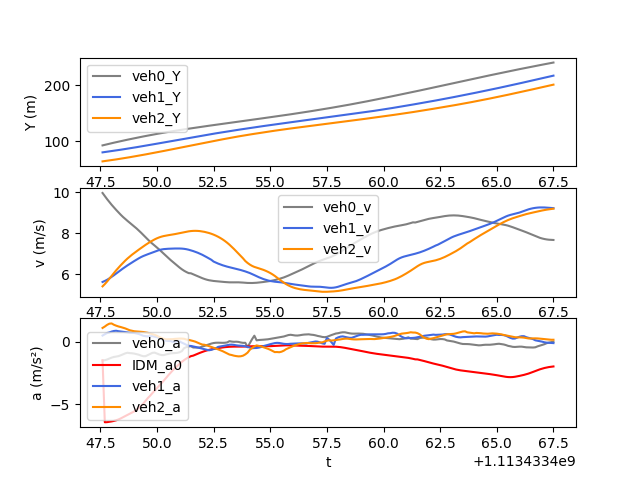 veh0_Y
veh1_Y
veh2_Y
Y (m)
200
100
47.5 50.0 52.5 55.0 57.5 60.0 62.5 65.0 67.5
veh0_v
veh1_v
veh2_v
v (m/s)
10
8
6
47.5 50.0 52.5 55.0 57.5 60.0 62.5 65.0 67.5
veh0_a
IDM_a0
veh1_a
veh2_a
a (m/s²)
0
−5
47.5 50.0 52.5 55.0 57.5 60.0 62.5 65.0 67.5
t
+1.1134334e9